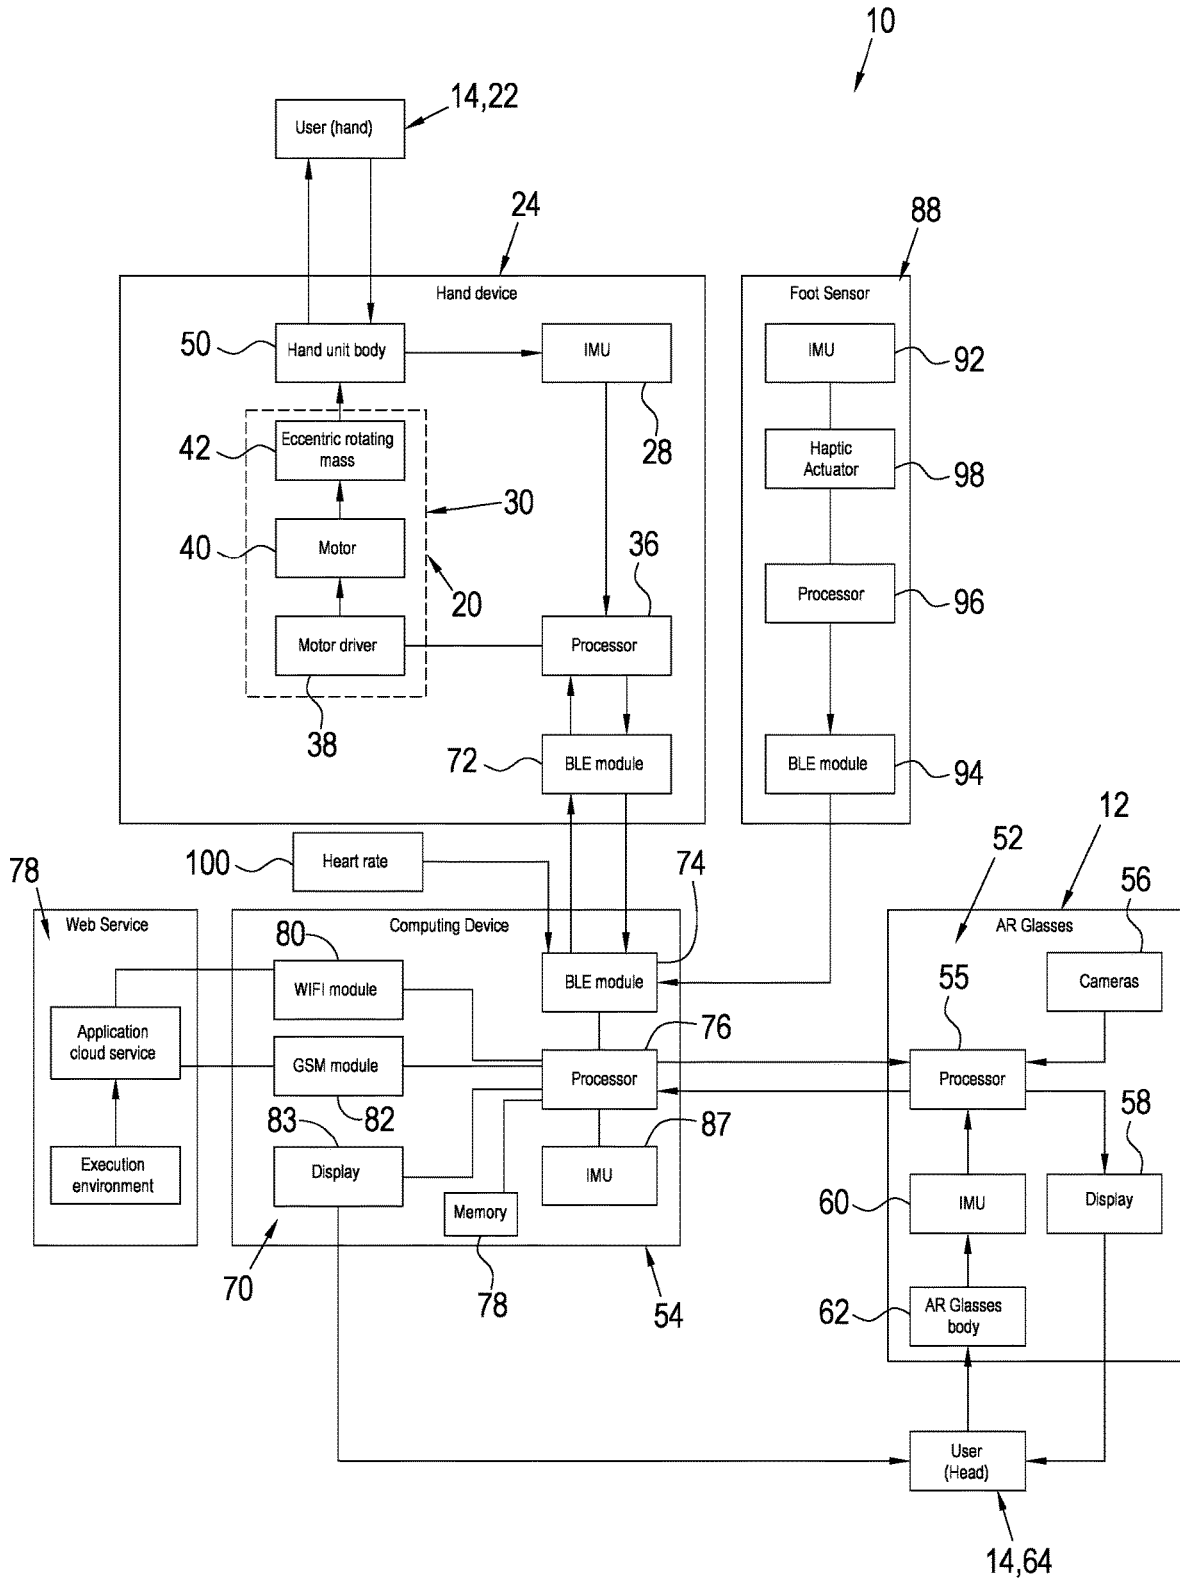 10
14,22
User (hand)
24
88
Hand device
Foot Sensor
50
Hand unit body
IMU
IMU
92
42
Eccentric rotating
mass
28
Haptic
Actuator
98
30
40
Motor
36
20
Processor
96
Motor driver
Processor
38
72
BLE module
BLE module
94
12
100
Heart rate
74
52
56
78
Web Service
Computing Device
AR Glasses
80
WIFI module
BLE module
55
Cameras
Application
cloud service
76
GSM module
Processor
Processor
58
82
83
87
Execution
environment
Display
IMU
60
IMU
Display
Memory
70
78
54
62
AR Glasses
body
User
(Head)
14,64